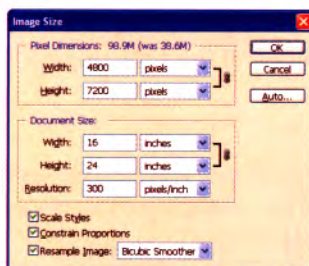 Image Size
Pixel Dimensions: 98.9M (was 38.6M)
OK
Width: 4800 pixels
Cancel
Height: 7200 pixels
Auto...
Document Size:
Width: 16 inches
Height: 24 inches
Resolution: 300 pixels/inch
Scale Styles
Constrain Proportions
Resample Image: Bicubic Smoother